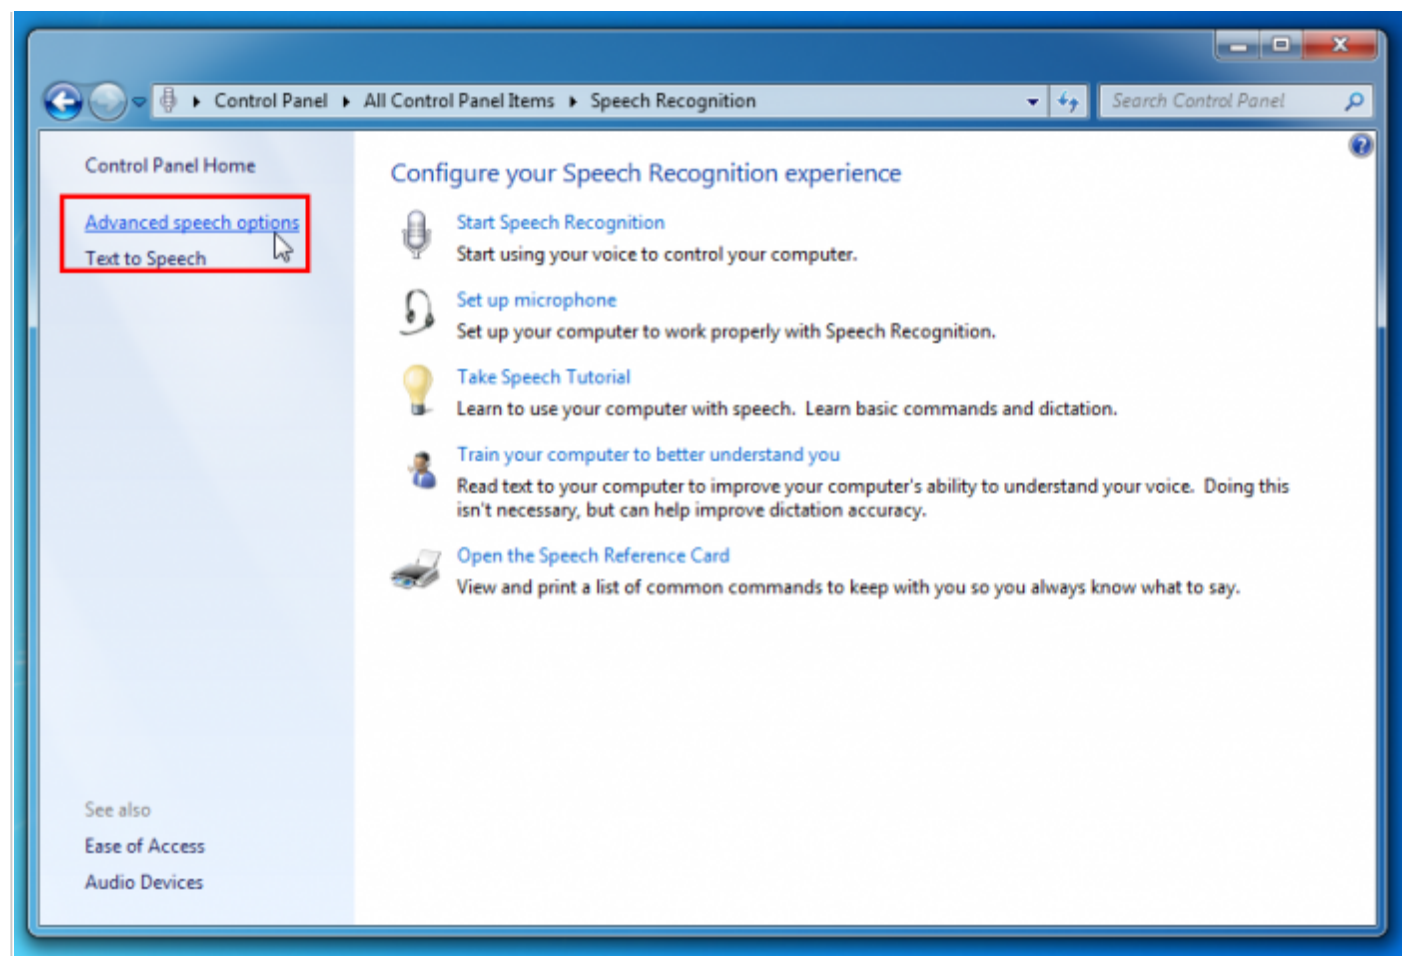 Control Panel ▸ All Control Panel Items ▸ Speech Recognition
Search Control Panel
Control Panel Home
Advanced speech options
Text to Speech
See also
Ease of Access
Audio Devices
Configure your Speech Recognition experience
Start Speech Recognition
Start using your voice to control your computer.
Set up microphone
Set up your computer to work properly with Speech Recognition.
Take Speech Tutorial
Learn to use your computer with speech.  Learn basic commands and dictation.
Train your computer to better understand you
Read text to your computer to improve your computer's ability to understand your voice.  Doing this
isn't necessary, but can help improve dictation accuracy.
Open the Speech Reference Card
View and print a list of common commands to keep with you so you always know what to say.